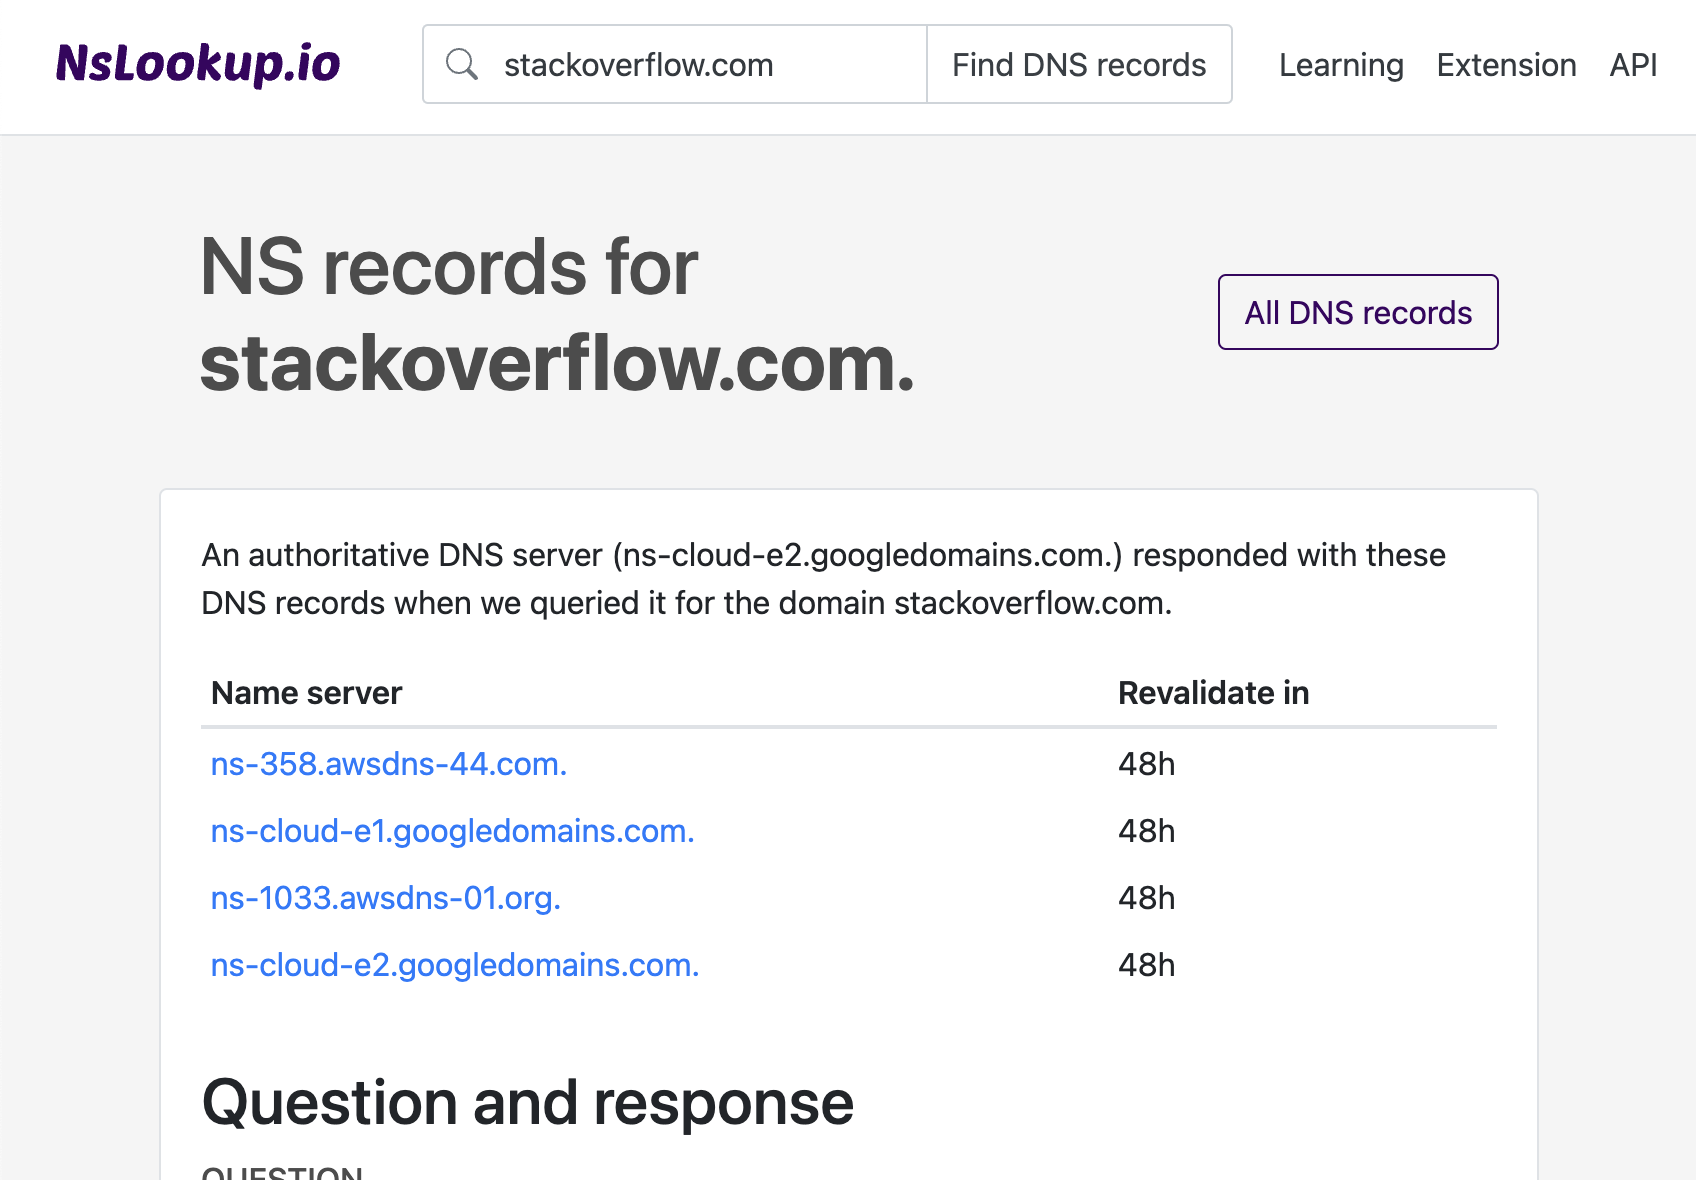 NsLookup.io
stackoverflow.com
Find DNS records
Learning
Extension
API
NS records for
stackoverflow.com.
All DNS records
An authoritative DNS server (ns-cloud-e2.googledomains.com.) responded with these
DNS records when we queried it for the domain stackoverflow.com.
Name server Revalidate in
ns-358.awsdns-44.com. 48h
ns-cloud-e1.googledomains.com. 48h
ns-1033.awsdns-01.org. 48h
ns-cloud-e2.googledomains.com. 48h
Question and response
QUESTION